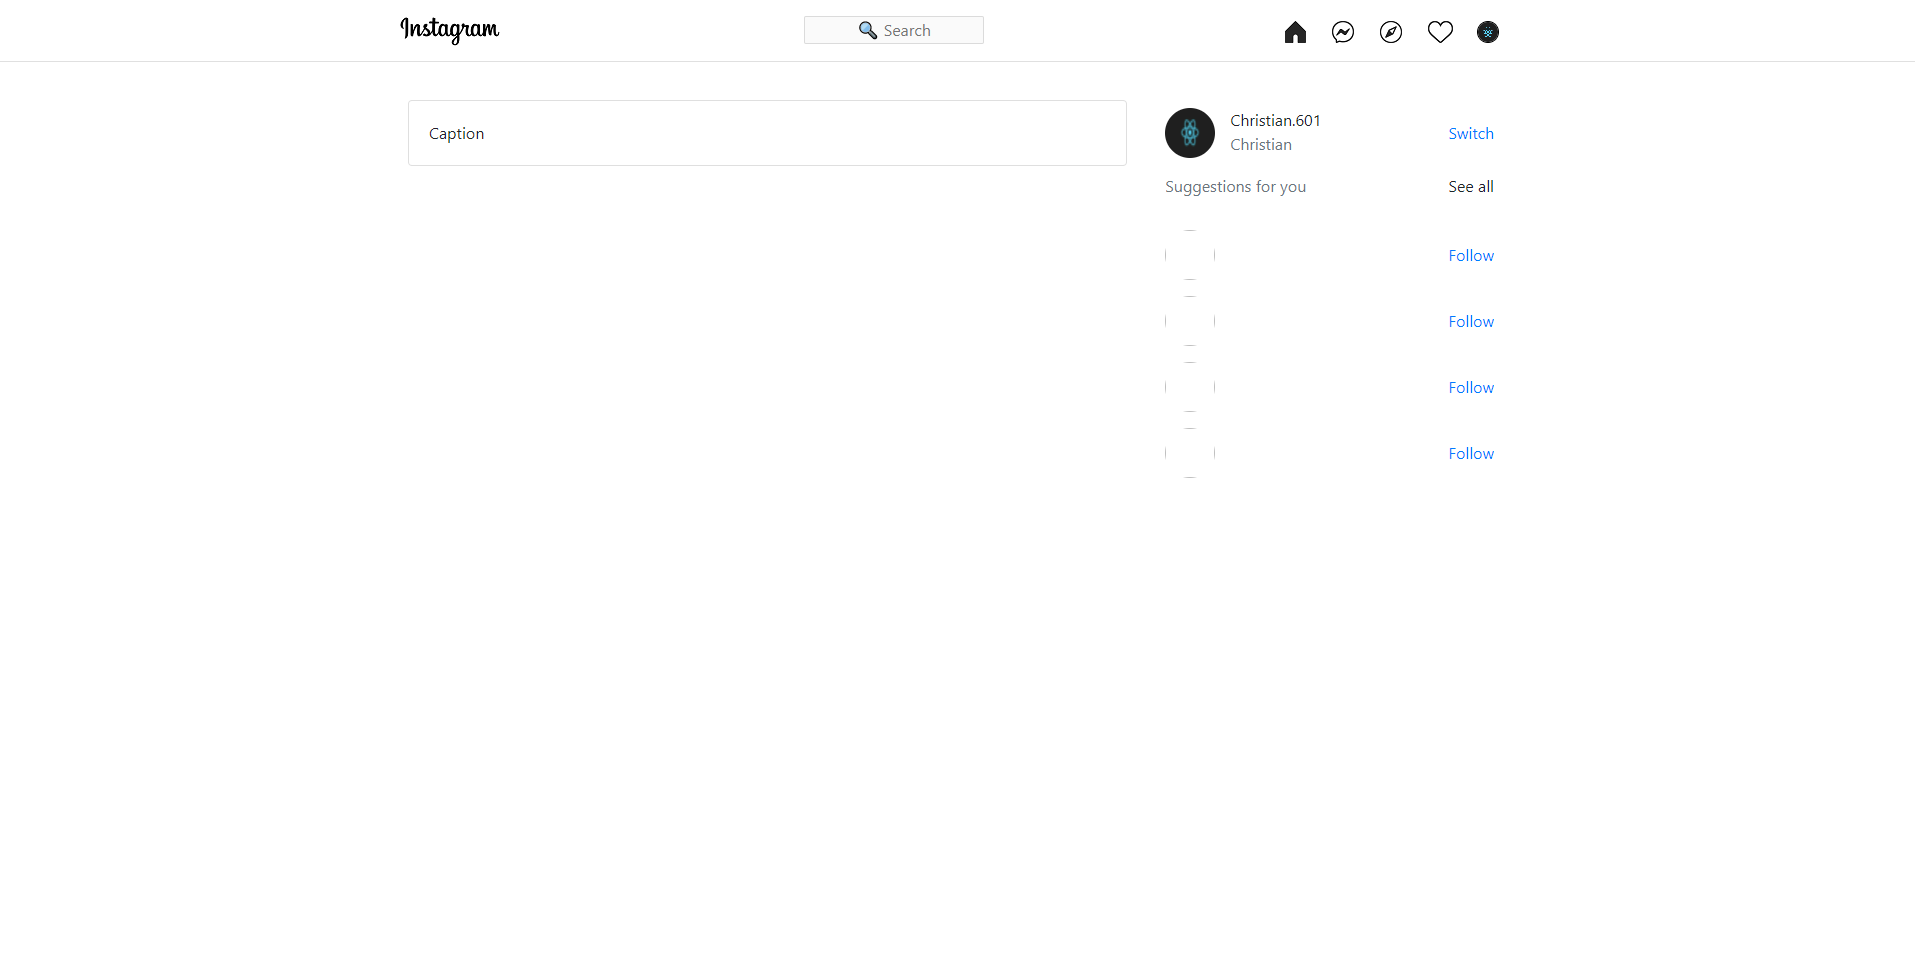 Instagram
🔍 Search
Caption
Christian.601
Christian
Switch
Suggestions for you
See all
Follow
Follow
Follow
Follow